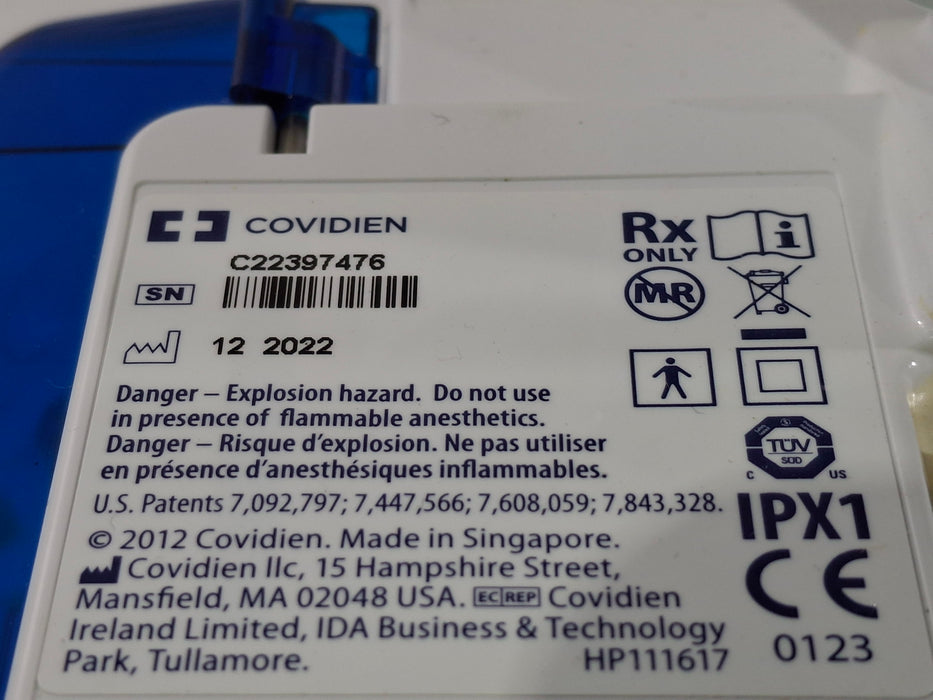 COVIDIEN
C22397476
SN
12 2022
Danger – Explosion hazard. Do not use
in presence of flammable anesthetics.
Danger – Risque d'explosion. Ne pas utiliser
en présence d'anesthésiques inflammables.
U.S. Patents 7,092,797; 7,447,566; 7,608,059; 7,843,328.
© 2012 Covidien. Made in Singapore.
Covidien llc, 15 Hampshire Street,
Mansfield, MA 02048 USA. EC REP Covidien
Ireland Limited, IDA Business & Technology
Park, Tullamore.
HP111617
Rx
ONLY
i
MR
TÜV
SÜD
C US
IPX1
CE
0123